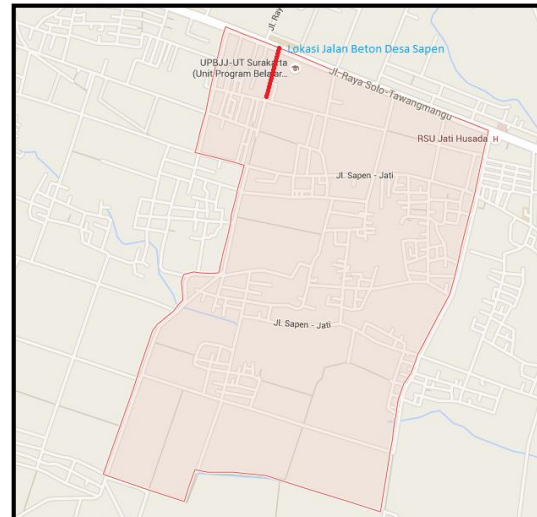 Jl. Ray
Lokasi Jalan Beton Desa Sapen
UPBJJ-UT Surakarta
(Unit Program Belajar...
Jl. Raya Solo-Tawangmangu
RSU Jati Husada H
Jl. Sapen - Jati
Jl. Sapen - Jati